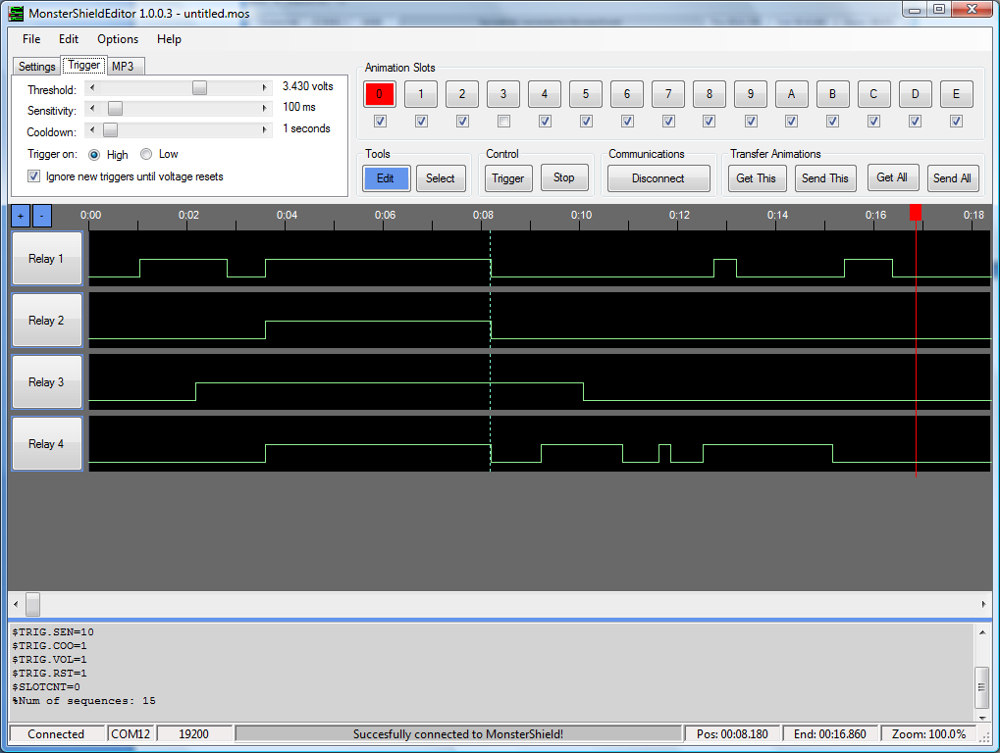 MonsterShieldEditor 1.0.0.3 - untitled.mos
File Edit Options Help
Settings Trigger MP3
Threshold: 3.430 volts
Sensitivity: 100 ms
Cooldown: 1 seconds
Trigger on: High Low
Ignore new triggers until voltage resets
Animation Slots
0 1 2 3 4 5 6 7 8 9 A B C D E
Tools Control Communications Transfer Animations
Edit Select Trigger Stop Disconnect Get This Send This Get All Send All
+ - 0:00 0:02 0:04 0:06 0:08 0:10 0:12 0:14 0:16 0:18
Relay 1
Relay 2
Relay 3
Relay 4
$TRIG.SEN=10
$TRIG.COO=1
$TRIG.VOL=1
$TRIG.RST=1
$SLOTCNT=0
%Num of sequences: 15
Connected COM12 19200 Succesfully connected to MonsterShield! Pos: 00:08.180 End: 00:16.860 Zoom: 100.0%